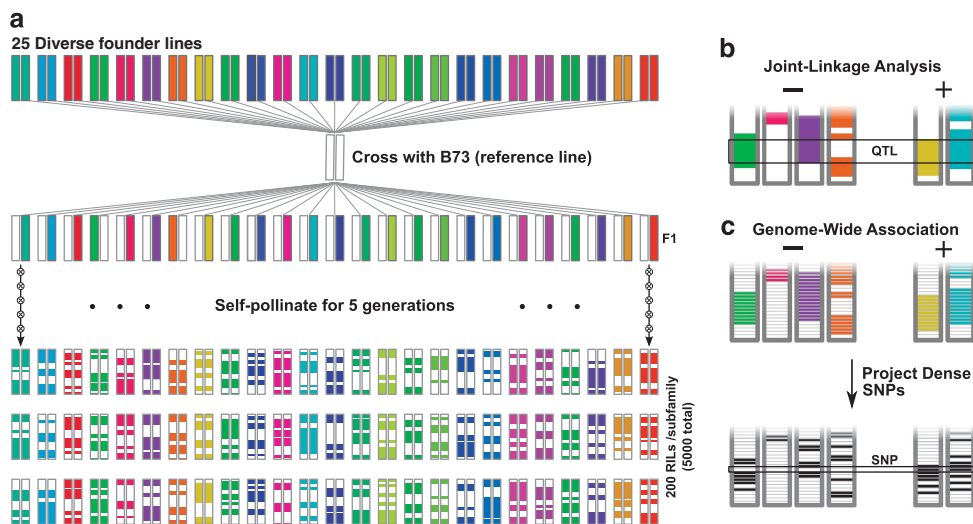 a
25 Diverse founder lines
Cross with B73 (reference line)
F1
Self-pollinate for 5 generations
200 RILs /subfamily
(5000 total)
b
Joint-Linkage Analysis
− +
QTL
c
Genome-Wide Association
− +
Project Dense
SNPs
SNP